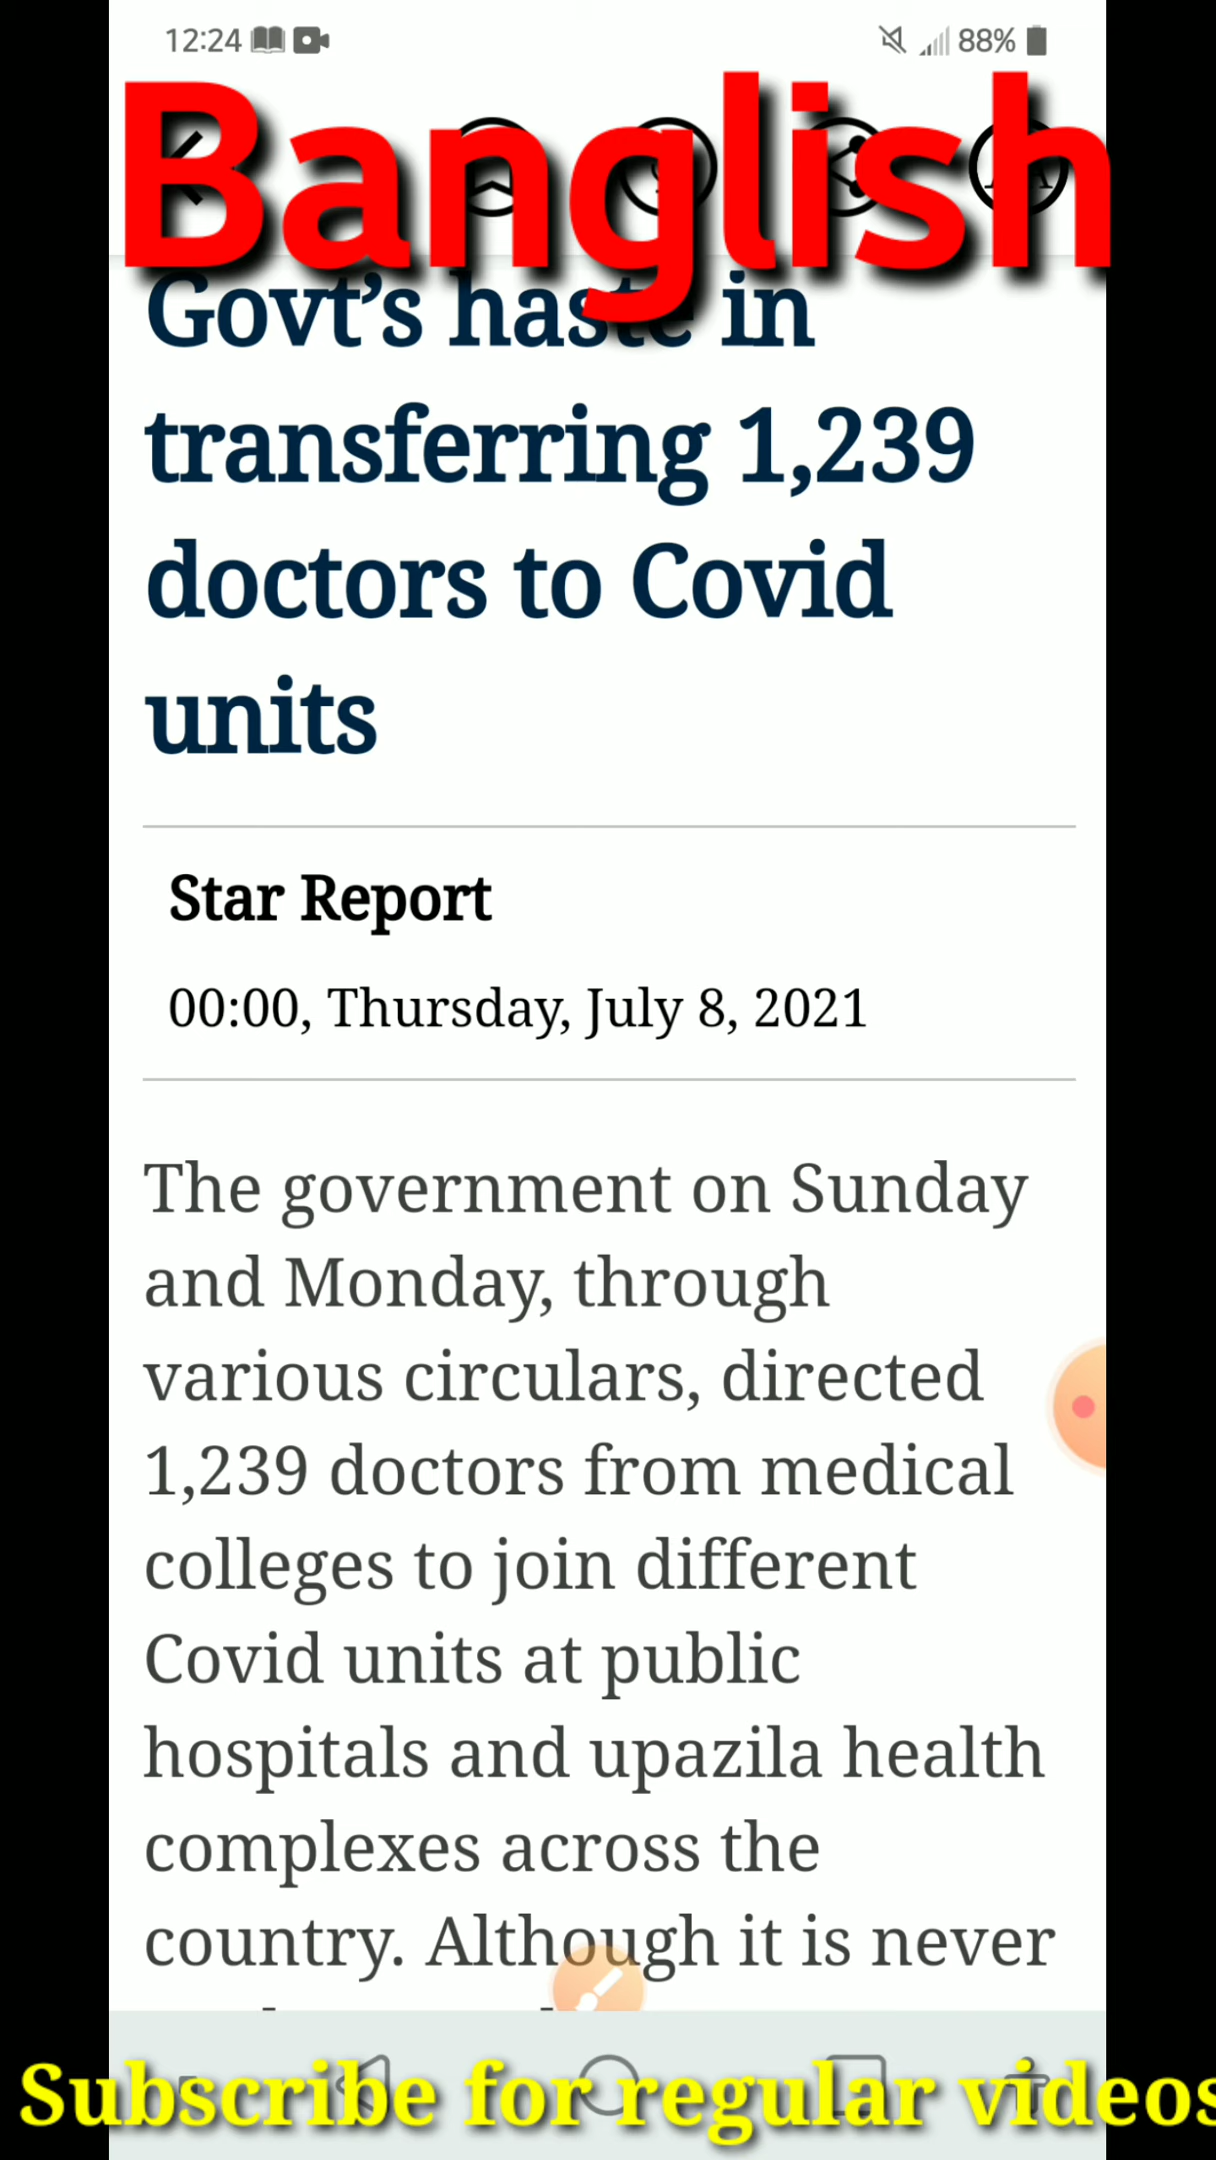 12:24 88%
Banglish
Govt's haste in
transferring 1,239
doctors to Covid
units
Star Report
00:00, Thursday, July 8, 2021
The government on Sunday
and Monday, through
various circulars, directed
1,239 doctors from medical
colleges to join different
Covid units at public
hospitals and upazila health
complexes across the
country. Although it is never
Subscribe for regular videos